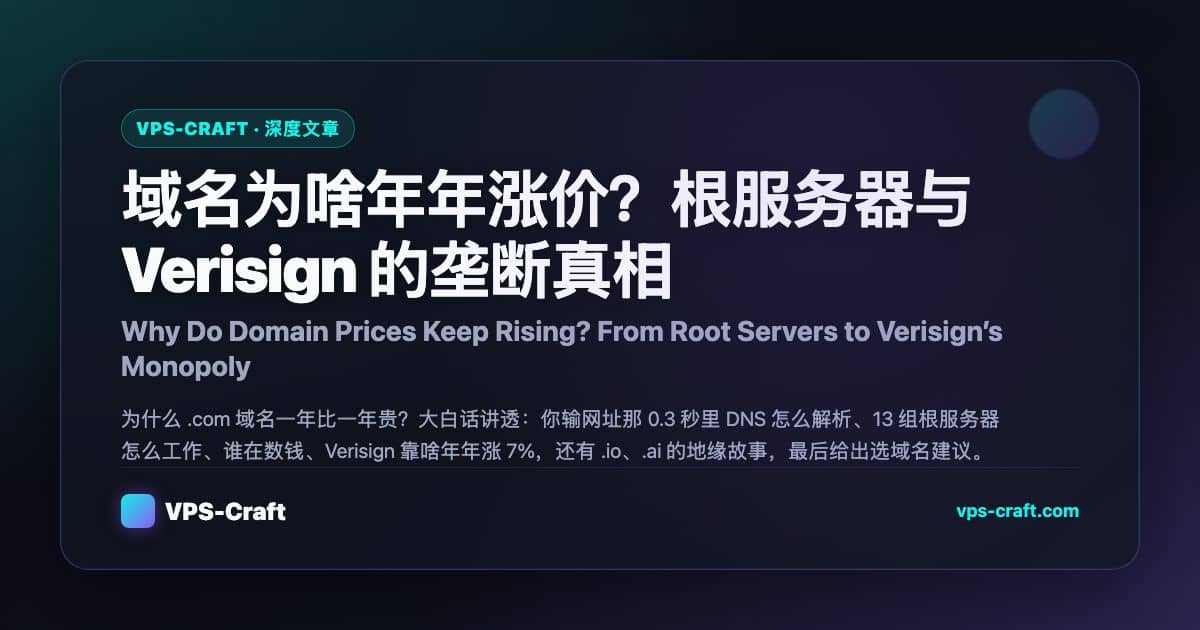 VPS-CRAFT · 深度文章
域名为啥年年涨价？根服务器与
Verisign 的垄断真相
Why Do Domain Prices Keep Rising? From Root Servers to Verisign’s
Monopoly
为什么 .com 域名一年比一年贵？大白话讲透：你输网址那 0.3 秒里 DNS 怎么解析、13 组根服务器
怎么工作、谁在数钱、Verisign 靠啥年年涨 7%，还有 .io、.ai 的地缘故事，最后给出选域名建议。
VPS-Craft
vps-craft.com